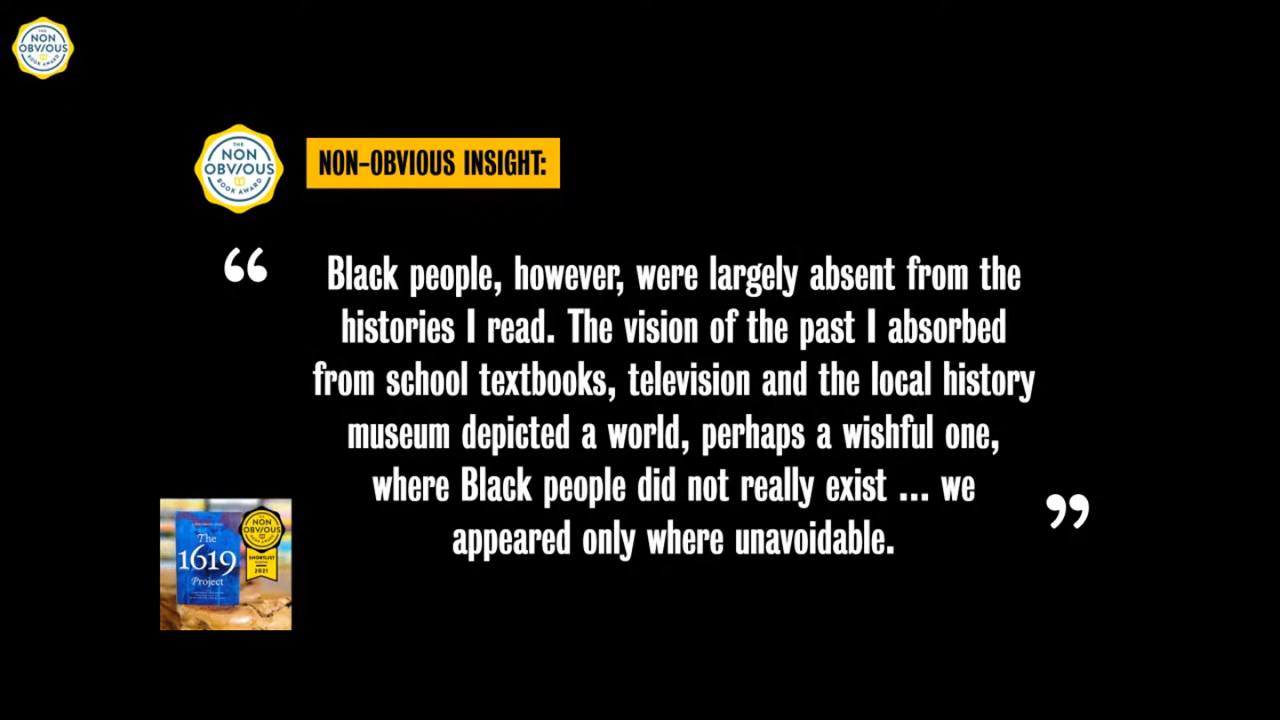 THE
NON
OBVIOUS
BOOK AWARD
THE
NON
OBVIOUS
BOOK AWARD
NON-OBVIOUS INSIGHT:
“ Black people, however, were largely absent from the
histories I read. The vision of the past I absorbed
from school textbooks, television and the local history
museum depicted a world, perhaps a wishful one,
where Black people did not really exist ... we
appeared only where unavoidable. ”
The
1619
Project
NON
OBVIOUS
BOOK AWARD
SHORTLIST
2021